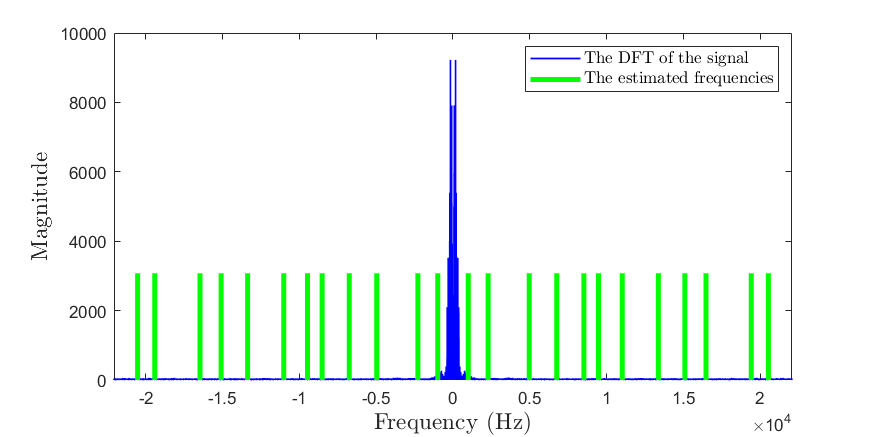 10000
8000
6000
4000
2000
0
Magnitude
The DFT of the signal
The estimated frequencies
-2 -1.5 -1 -0.5 0 0.5 1 1.5 2
Frequency (Hz)
×10^4